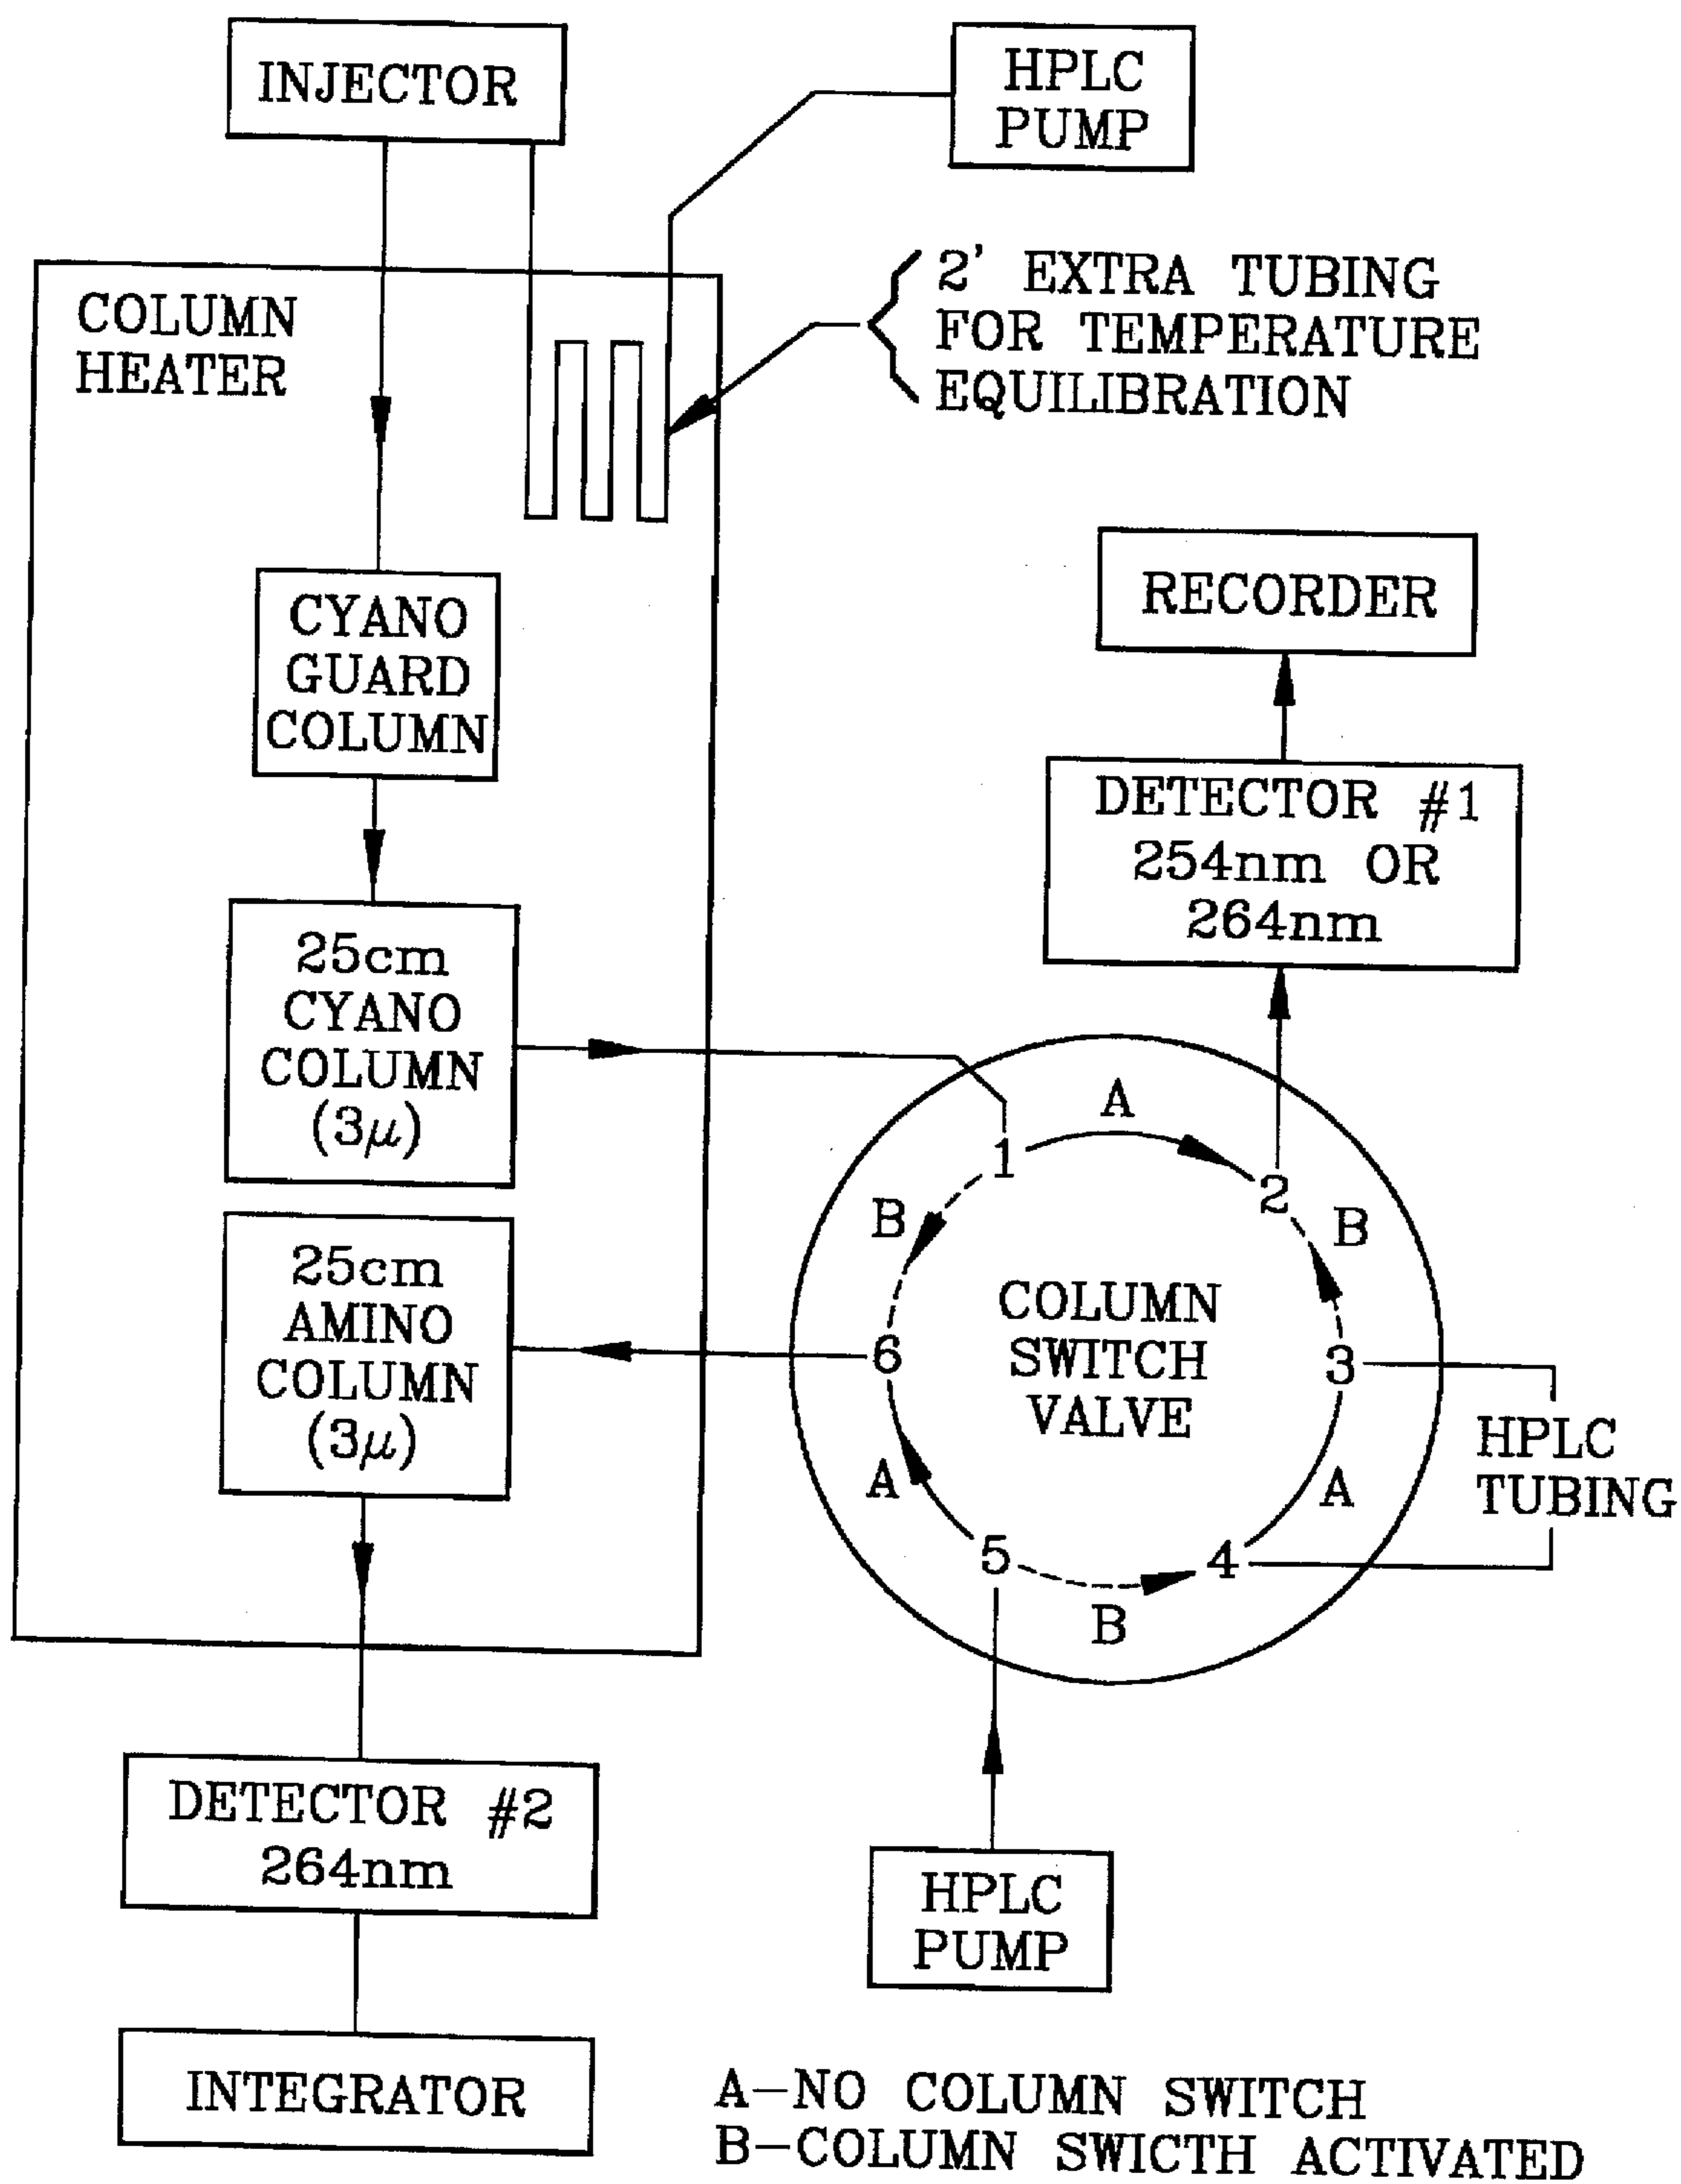 INJECTOR
HPLC
PUMP
2' EXTRA TUBING
FOR TEMPERATURE
EQUILIBRATION
COLUMN
HEATER
CYANO
GUARD
COLUMN
RECORDER
DETECTOR #1
254nm OR
264nm
25cm
CYANO
COLUMN
(3μ)
25cm
AMINO
COLUMN
(3μ)
A
1
2
B
B
COLUMN
SWITCH
VALVE
6
3
HPLC
TUBING
A
A
5
4
B
DETECTOR #2
264nm
HPLC
PUMP
INTEGRATOR
A-NO COLUMN SWITCH
B-COLUMN SWICTH ACTIVATED